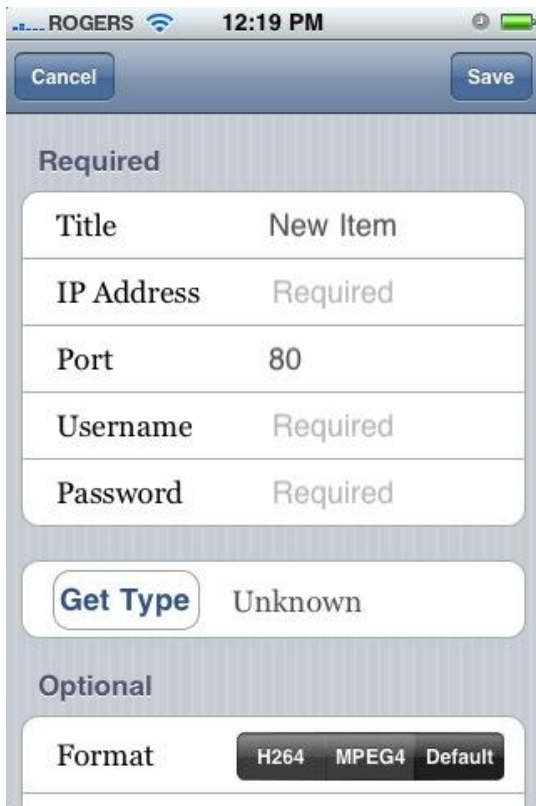 ROGERS 12:19 PM
Cancel Save
Required
Title New Item
IP Address Required
Port 80
Username Required
Password Required
Get Type Unknown
Optional
Format H264 MPEG4 Default